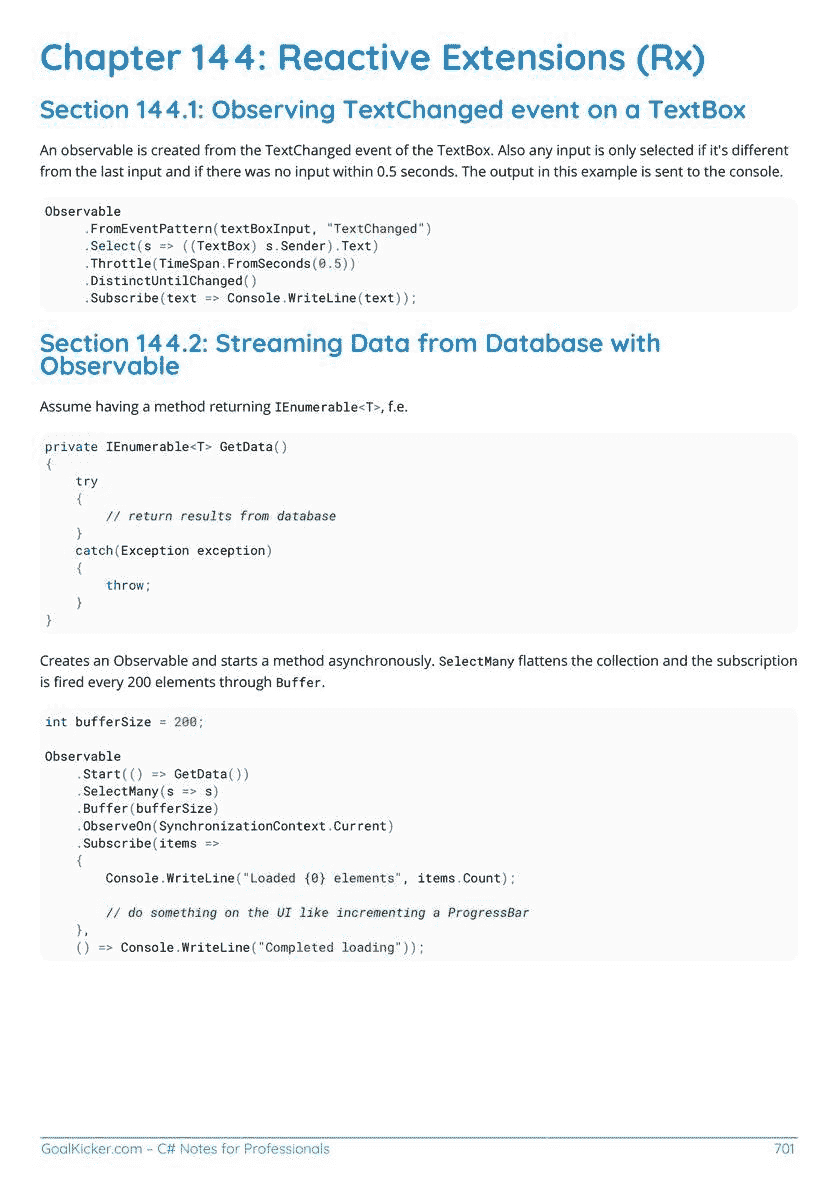 Chapter 144: Reactive Extensions (Rx)
Section 144.1: Observing TextChanged event on a TextBox
An observable is created from the TextChanged event of the TextBox. Also any input is only selected if it's different
from the last input and if there was no input within 0.5 seconds. The output in this example is sent to the console.
Observable
     .FromEventPattern(textBoxInput, "TextChanged")
     .Select(s => ((TextBox) s.Sender).Text)
     .Throttle(TimeSpan.FromSeconds(0.5))
     .DistinctUntilChanged()
     .Subscribe(text => Console.WriteLine(text));
Section 144.2: Streaming Data from Database with
Observable
Assume having a method returning IEnumerable<T>, f.e.
private IEnumerable<T> GetData()
{
    try
    {
        // return results from database
    }
    catch(Exception exception)
    {
        throw;
    }
}
Creates an Observable and starts a method asynchronously. SelectMany flattens the collection and the subscription
is fired every 200 elements through Buffer.
int bufferSize = 200;
Observable
    .Start(() => GetData())
    .SelectMany(s => s)
    .Buffer(bufferSize)
    .ObserveOn(SynchronizationContext.Current)
    .Subscribe(items =>
    {
        Console.WriteLine("Loaded {0} elements", items.Count);
        // do something on the UI like incrementing a ProgressBar
    },
    () => Console.WriteLine("Completed loading"));
GoalKicker.com – C# Notes for Professionals 701